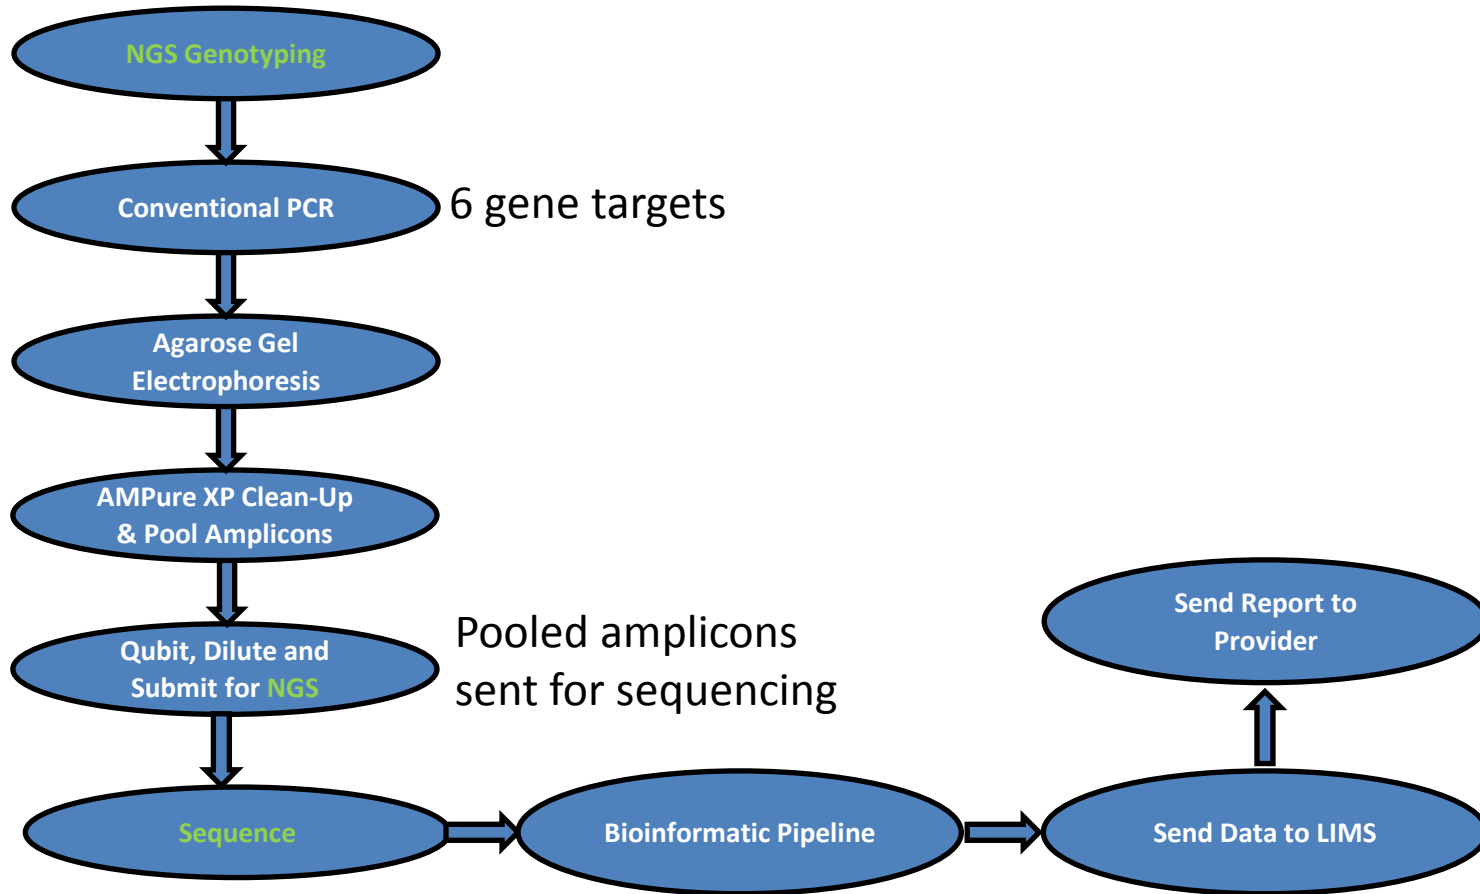 NGS Genotyping
Conventional PCR
6 gene targets
Agarose Gel
Electrophoresis
AMPure XP Clean-Up
& Pool Amplicons
Qubit, Dilute and
Submit for NGS
Pooled amplicons
sent for sequencing
Sequence
Bioinformatic Pipeline
Send Data to LIMS
Send Report to
Provider